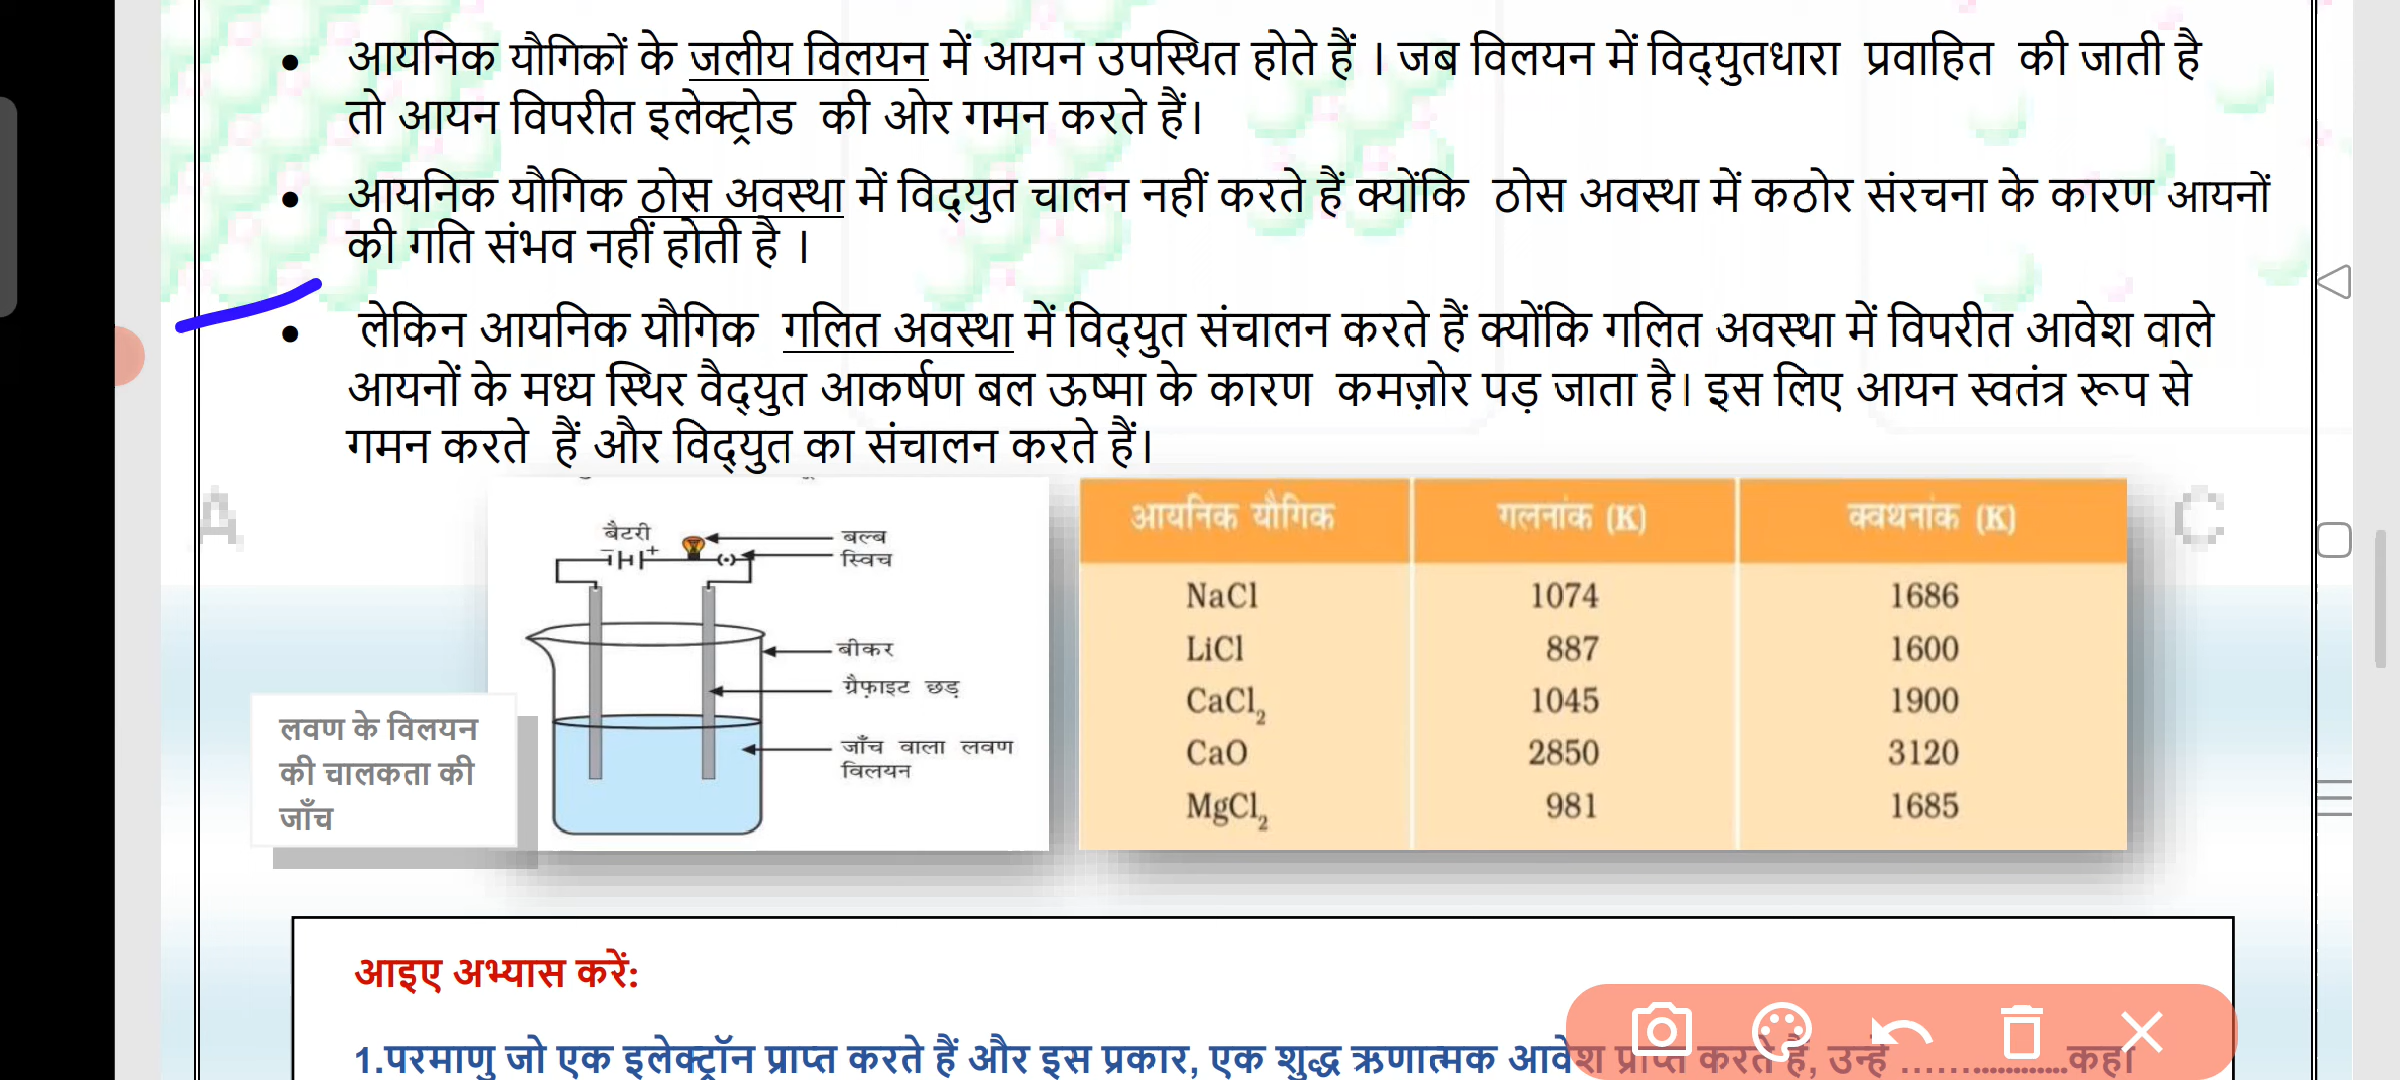 • आयनिक यौगिकों के जलीय विलयन में आयन उपस्थित होते हैं । जब विलयन में विद्युतधारा प्रवाहित की जाती है
तो आयन विपरीत इलेक्ट्रोड की ओर गमन करते हैं।
• आयनिक यौगिक ठोस अवस्था में विद्युत चालन नहीं करते हैं क्योंकि ठोस अवस्था में कठोर संरचना के कारण आयनों
की गति संभव नहीं होती है ।
• लेकिन आयनिक यौगिक गलित अवस्था में विद्युत संचालन करते हैं क्योंकि गलित अवस्था में विपरीत आवेश वाले
आयनों के मध्य स्थिर वैद्युत आकर्षण बल ऊष्मा के कारण कमज़ोर पड़ जाता है। इस लिए आयन स्वतंत्र रूप से
गमन करते हैं और विद्युत का संचालन करते हैं।
A
C
बैटरी
− +
बल्ब
स्विच
बीकर
ग्रैफ़ाइट छड़
जाँच वाला लवण
विलयन
लवण के विलयन
की चालकता की
जाँच
आयनिक यौगिक गलनांक (K) क्वथनांक (K)
NaCl 1074 1686
LiCl 887 1600
CaCl₂ 1045 1900
CaO 2850 3120
MgCl₂ 981 1685
आइए अभ्यास करें:
1.परमाणु जो एक इलेक्ट्रॉन प्राप्त करते हैं और इस प्रकार, एक शुद्ध ऋणात्मक आवेश प्राप्त करते हैं, उन्हें ..................कहा